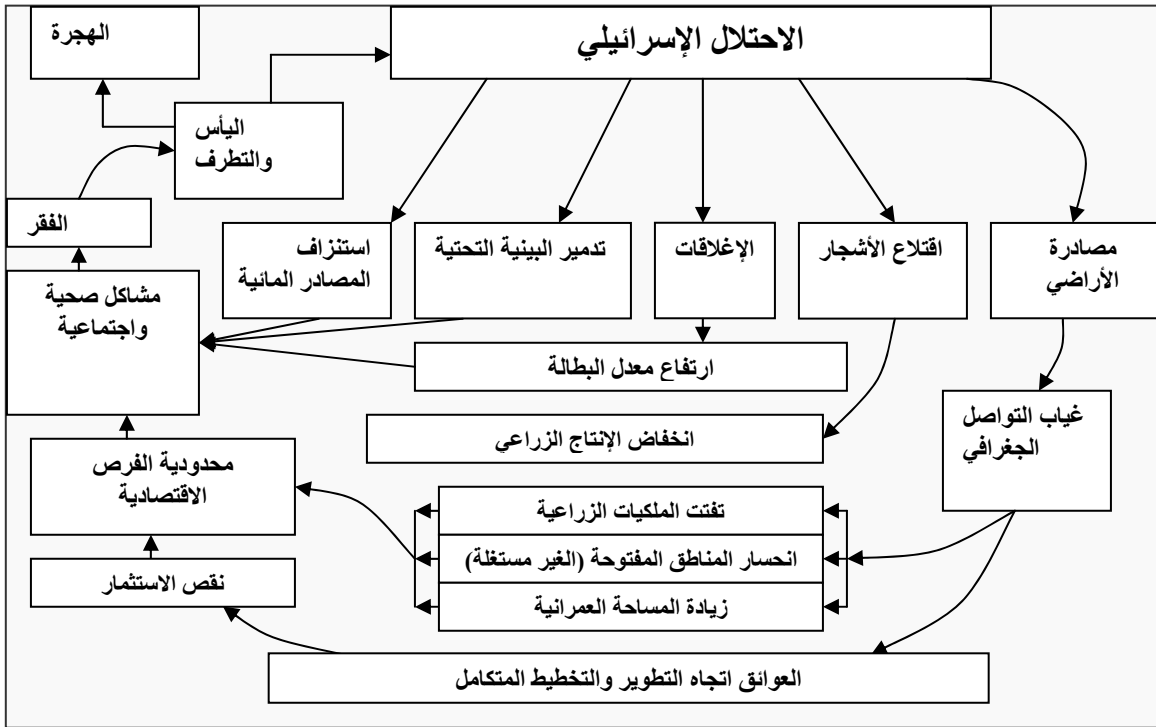 الاحتلال الإسرائيلي
الهجرة
اليأس
والتطرف
الفقر
مصادرة
الأراضي
اقتلاع الأشجار
الإغلاقات
تدمير البينية التحتية
استنزاف
المصادر المائية
مشاكل صحية
واجتماعية
ارتفاع معدل البطالة
غياب التواصل
الجغرافي
انخفاض الإنتاج الزراعي
محدودية الفرص
الاقتصادية
تفتت الملكيات الزراعية
انحسار المناطق المفتوحة (الغير مستغلة)
زيادة المساحة العمرانية
نقص الاستثمار
العوائق اتجاه التطوير والتخطيط المتكامل